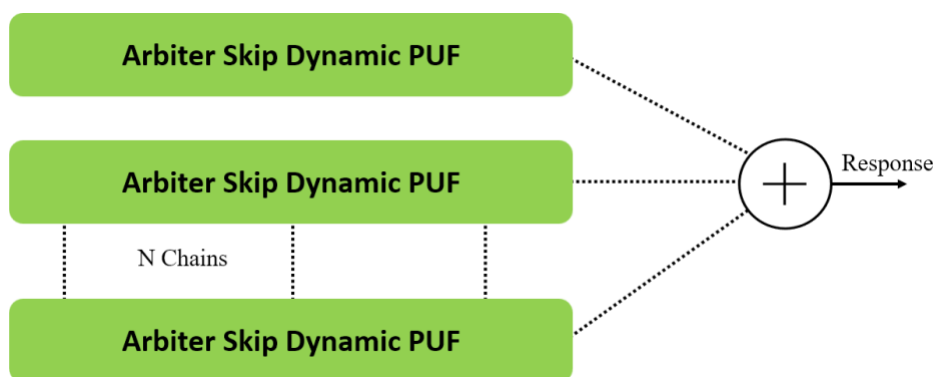 Arbiter Skip Dynamic PUF
Arbiter Skip Dynamic PUF
Response
N Chains
Arbiter Skip Dynamic PUF